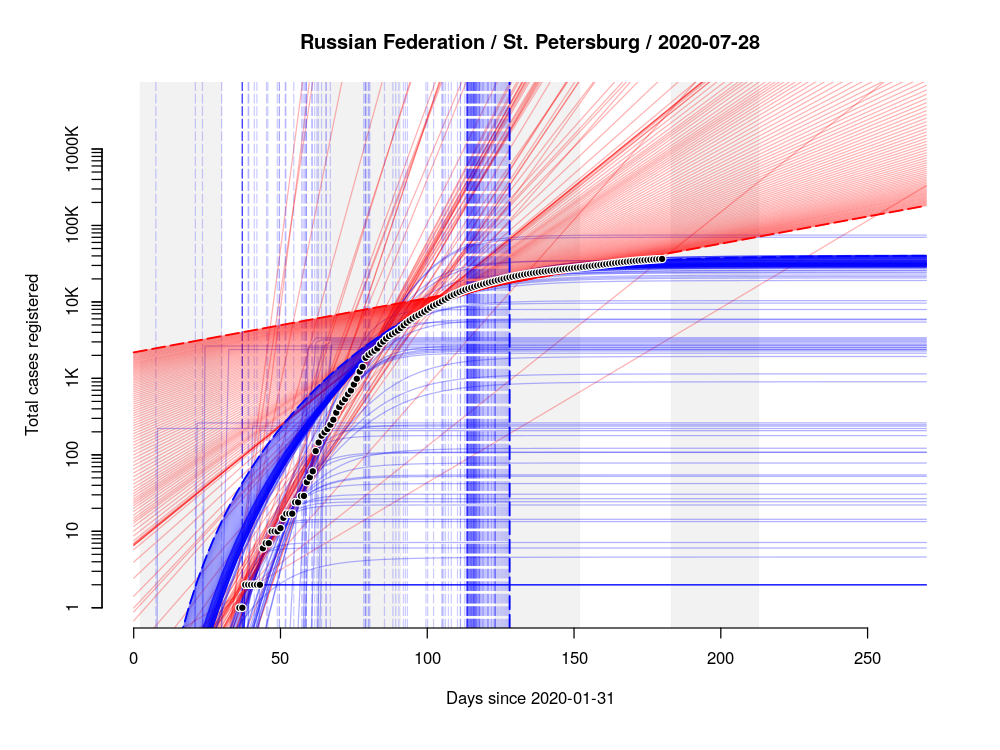 Russian Federation / St. Petersburg / 2020-07-28
Total cases registered
1000K
100K
10K
1K
100
10
1
0 50 100 150 200 250
Days since 2020-01-31